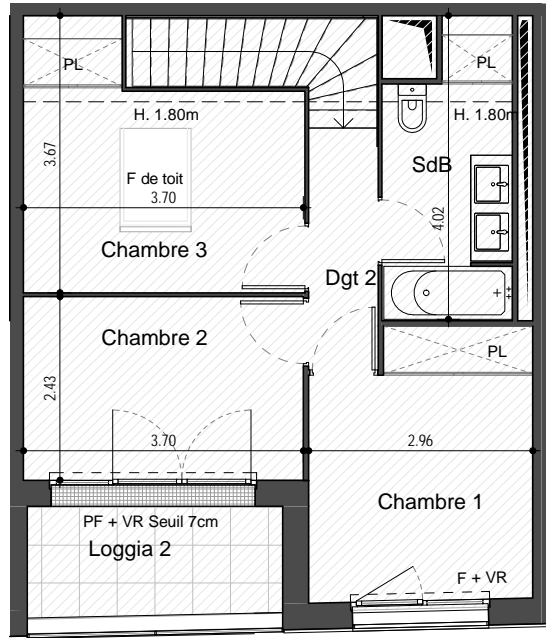 PL
PL
H. 1.80m
H. 1.80m
3.67
F de toit
3.70
SdB
4.02
Chambre 3
Dgt 2
Chambre 2
PL
2.43
3.70
2.96
Chambre 1
PF + VR Seuil 7cm
Loggia 2
F + VR